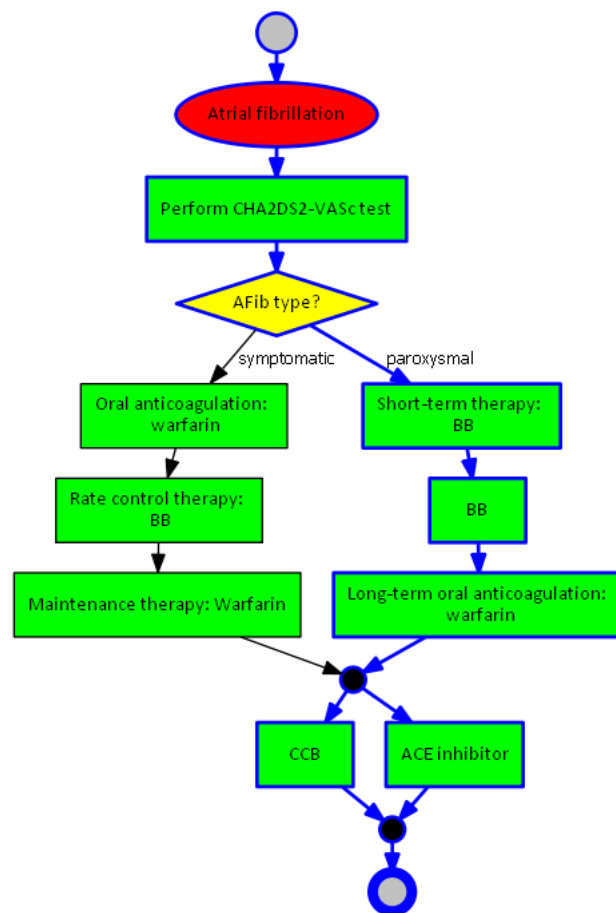 Atrial fibrillation
Perform CHA2DS2-VASc test
AFib type?
symptomatic
paroxysmal
Oral anticoagulation:
warfarin
Short-term therapy:
BB
Rate control therapy:
BB
BB
Maintenance therapy: Warfarin
Long-term oral anticoagulation:
warfarin
CCB
ACE inhibitor